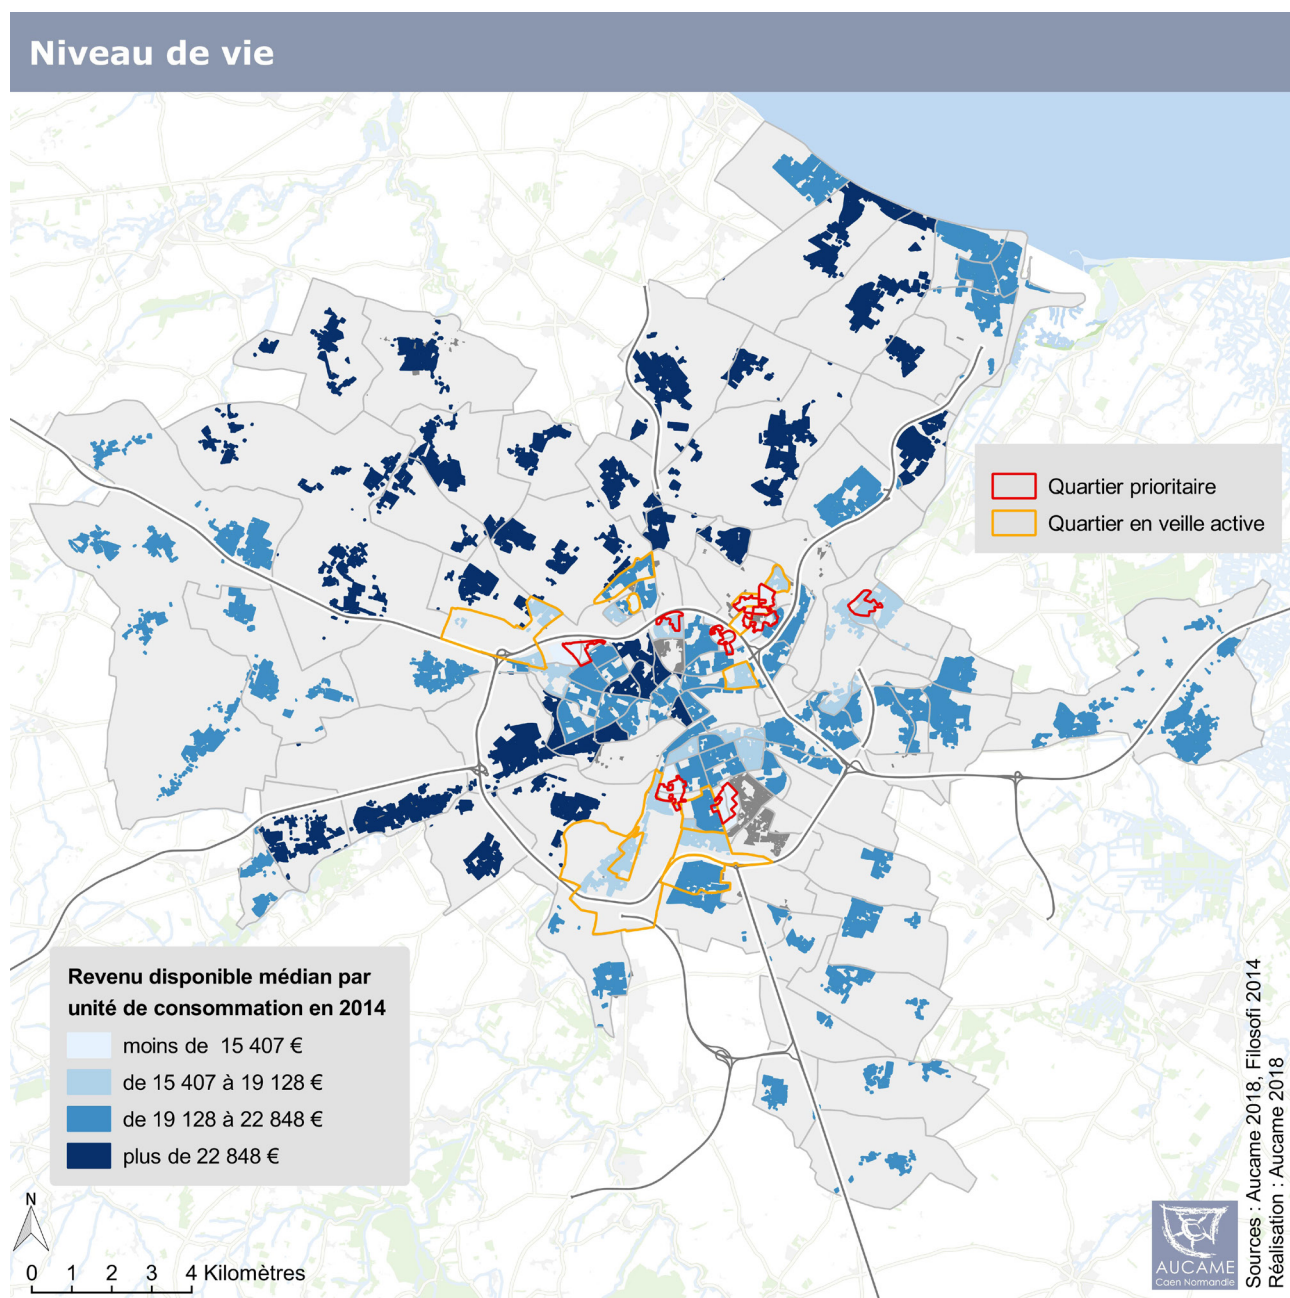 Niveau de vie
Quartier prioritaire
Quartier en veille active
Revenu disponible médian par
unité de consommation en 2014
moins de 15 407 €
de 15 407 à 19 128 €
de 19 128 à 22 848 €
plus de 22 848 €
N
0 1 2 3 4 Kilomètres
AUCAME
Caen Normandie
Sources : Aucame 2018, Filosofi 2014
Réalisation : Aucame 2018